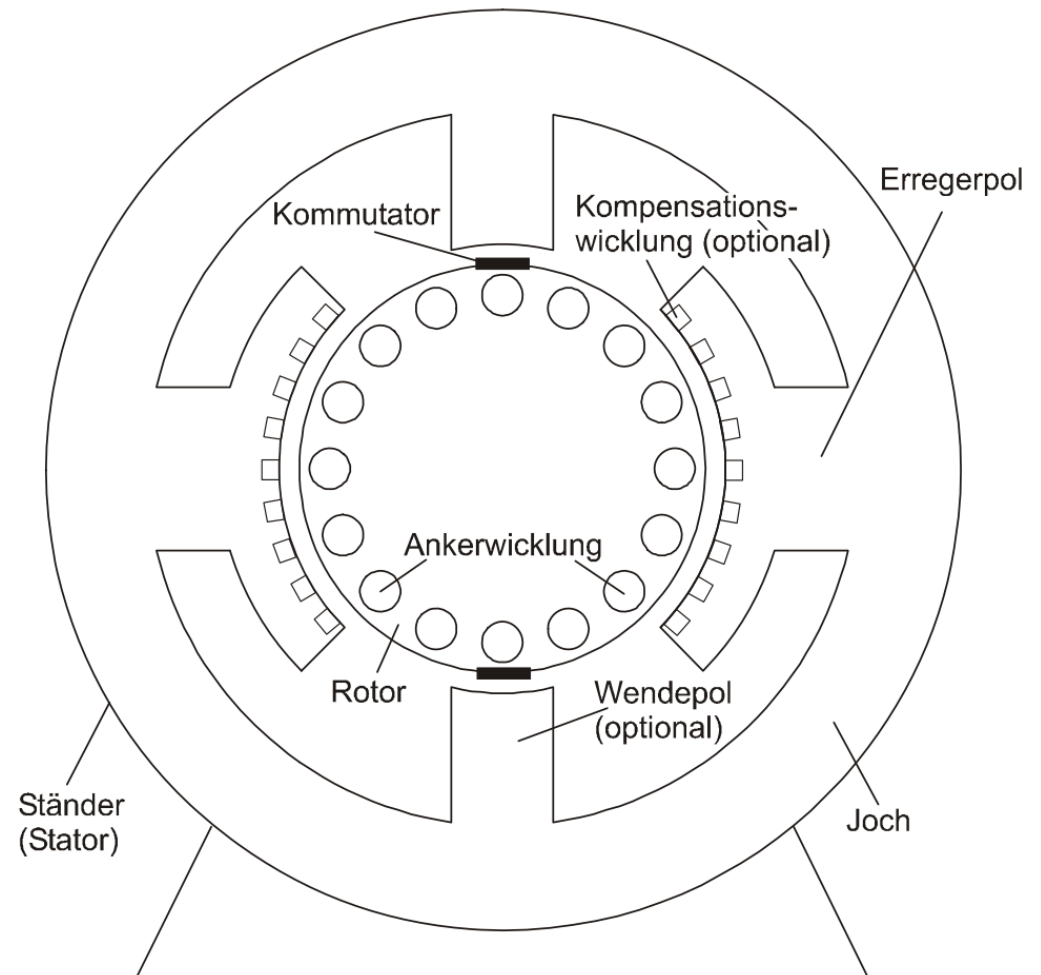 Erregerpol
Kommutator
Kompensations-
wicklung (optional)
Ankerwicklung
Rotor
Wendepol
(optional)
Ständer
(Stator)
Joch